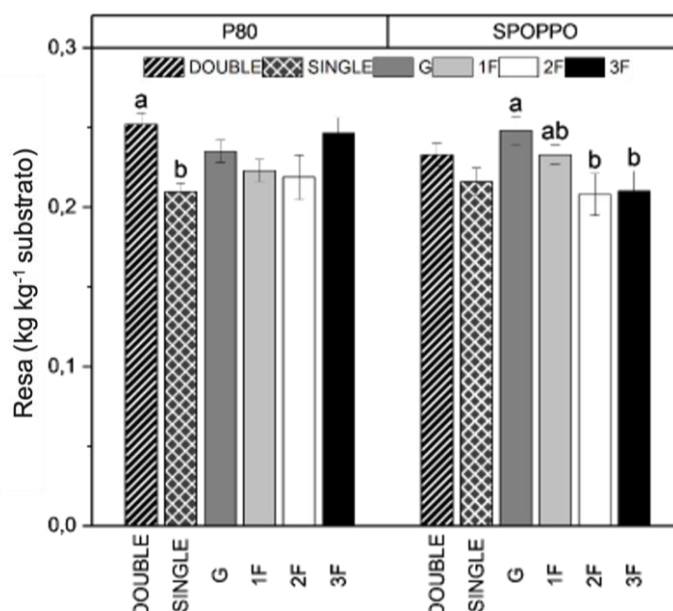 P80 SPOPPO
0,3
DOUBLE SINGLE G 1F 2F 3F
a a
ab
b b b
0,2
0,1
0,0
Resa (kg kg⁻¹ substrato)
DOUBLE SINGLE G 1F 2F 3F DOUBLE SINGLE G 1F 2F 3F